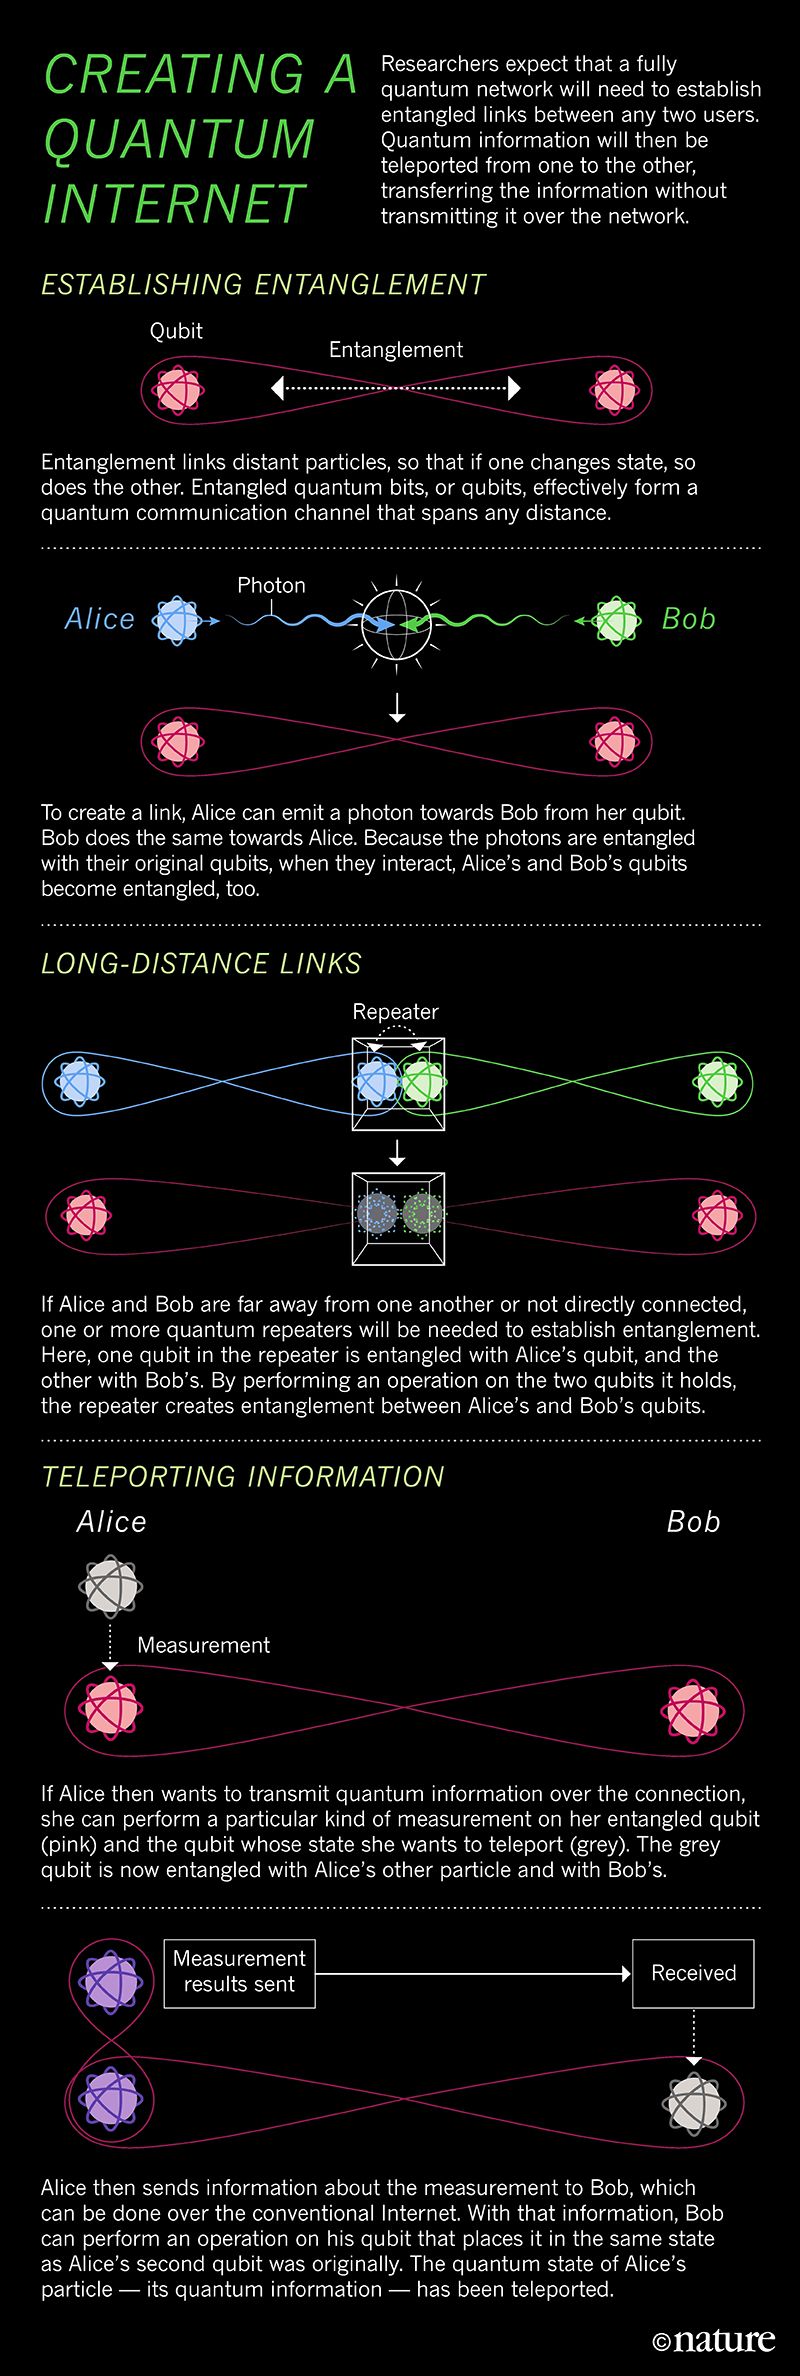 CREATING A
QUANTUM
INTERNET
Researchers expect that a fully
quantum network will need to establish
entangled links between any two users.
Quantum information will then be
teleported from one to the other,
transferring the information without
transmitting it over the network.
ESTABLISHING ENTANGLEMENT
Qubit
Entanglement
Entanglement links distant particles, so that if one changes state, so
does the other. Entangled quantum bits, or qubits, effectively form a
quantum communication channel that spans any distance.
Photon
Alice
Bob
To create a link, Alice can emit a photon towards Bob from her qubit.
Bob does the same towards Alice. Because the photons are entangled
with their original qubits, when they interact, Alice’s and Bob’s qubits
become entangled, too.
LONG-DISTANCE LINKS
Repeater
If Alice and Bob are far away from one another or not directly connected,
one or more quantum repeaters will be needed to establish entanglement.
Here, one qubit in the repeater is entangled with Alice’s qubit, and the
other with Bob’s. By performing an operation on the two qubits it holds,
the repeater creates entanglement between Alice’s and Bob’s qubits.
TELEPORTING INFORMATION
Alice
Bob
Measurement
If Alice then wants to transmit quantum information over the connection,
she can perform a particular kind of measurement on her entangled qubit
(pink) and the qubit whose state she wants to teleport (grey). The grey
qubit is now entangled with Alice’s other particle and with Bob’s.
Measurement
results sent
Received
Alice then sends information about the measurement to Bob, which
can be done over the conventional Internet. With that information, Bob
can perform an operation on his qubit that places it in the same state
as Alice’s second qubit was originally. The quantum state of Alice’s
particle — its quantum information — has been teleported.
©nature